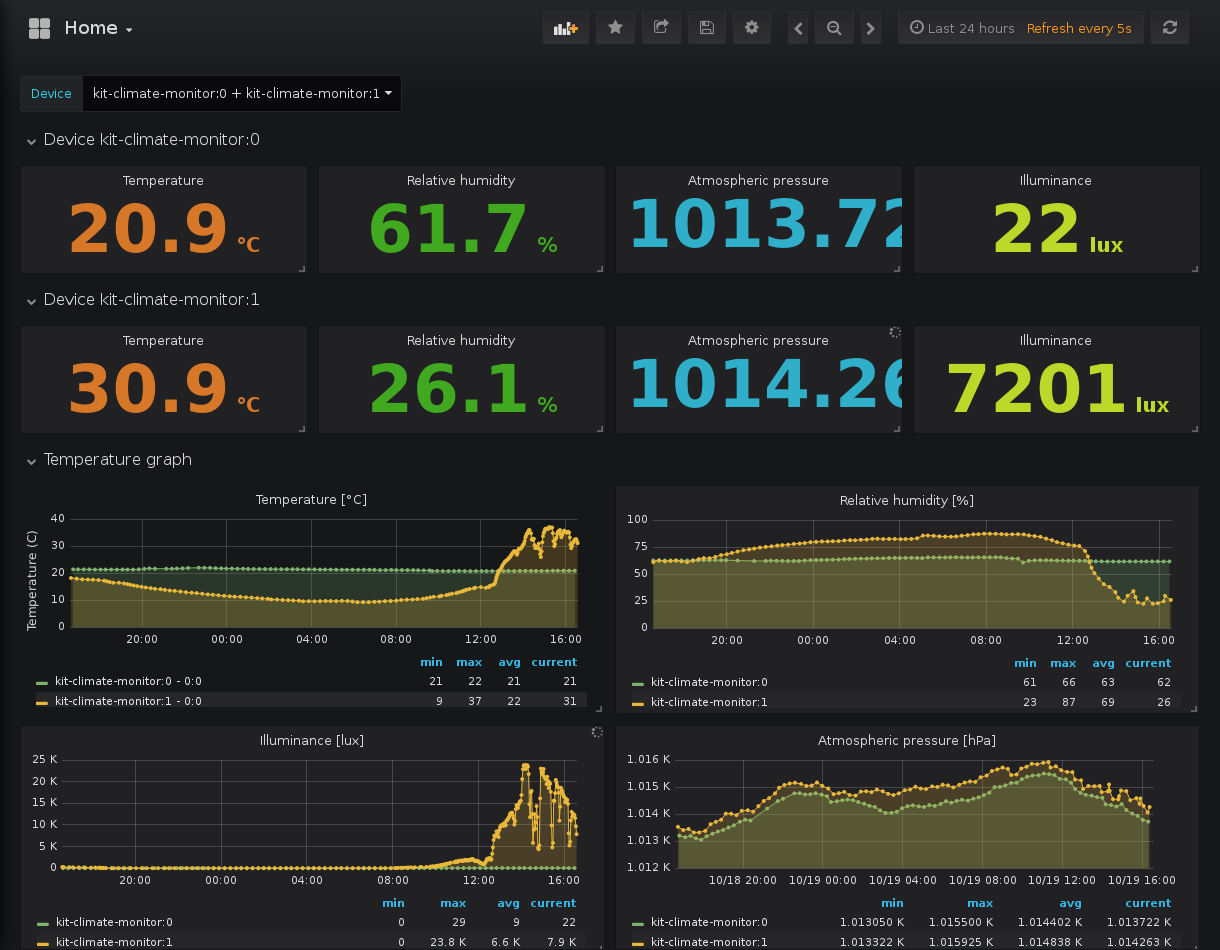 Home
Last 24 hours Refresh every 5s
Device kit-climate-monitor:0 + kit-climate-monitor:1
Device kit-climate-monitor:0
Temperature Relative humidity Atmospheric pressure Illuminance
20.9 °C 61.7 % 1013.72 22 lux
Device kit-climate-monitor:1
Temperature Relative humidity Atmospheric pressure Illuminance
30.9 °C 26.1 % 1014.26 7201 lux
Temperature graph
Temperature [°C]
Temperature (C)
40
30
20
10
0
20:00 00:00 04:00 08:00 12:00 16:00
min max avg current
kit-climate-monitor:0 - 0:0 21 22 21 21
kit-climate-monitor:1 - 0:0 9 37 22 31
Relative humidity [%]
100
75
50
25
0
20:00 00:00 04:00 08:00 12:00 16:00
min max avg current
kit-climate-monitor:0 61 66 63 62
kit-climate-monitor:1 23 87 69 26
Illuminance [lux]
25 K
20 K
15 K
10 K
5 K
0
20:00 00:00 04:00 08:00 12:00 16:00
min max avg current
kit-climate-monitor:0 0 29 9 22
kit-climate-monitor:1 0 23.8 K 6.6 K 7.9 K
Atmospheric pressure [hPa]
1.016 K
1.015 K
1.014 K
1.013 K
1.012 K
10/18 20:00 10/19 00:00 10/19 04:00 10/19 08:00 10/19 12:00 10/19 16:00
min max avg current
kit-climate-monitor:0 1.013050 K 1.015500 K 1.014402 K 1.013722 K
kit-climate-monitor:1 1.013322 K 1.015925 K 1.014838 K 1.014263 K